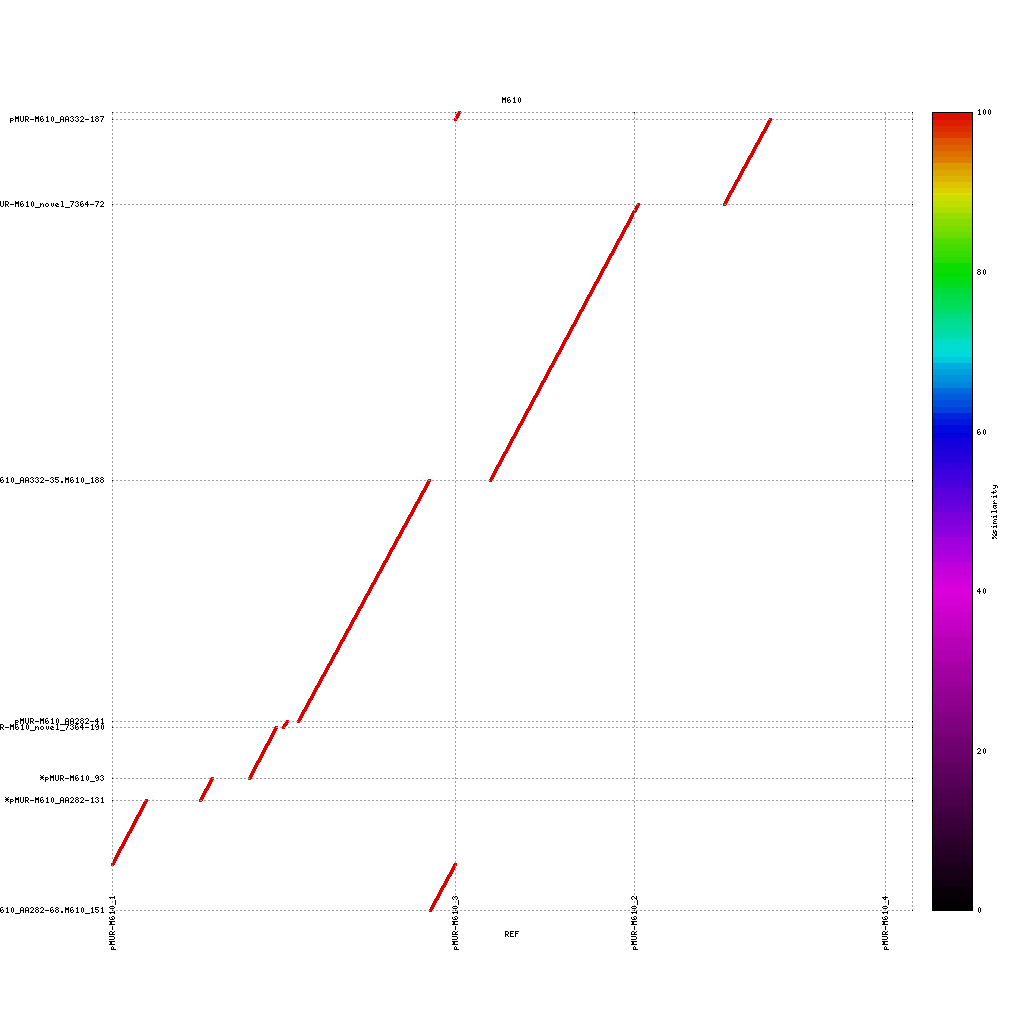 M610
pMUR-M610_AA332-187
UR-M610_novel_7364-72
610_AA332-35.M610_188
pMUR-M610_AA282-41
R-M610_novel_7364-190
*pMUR-M610_93
*pMUR-M610_AA282-131
610_AA282-68.M610_151
pMUR-M610_1
pMUR-M610_3
pMUR-M610_2
pMUR-M610_4
REF
100
80
60
40
20
0
%similarity